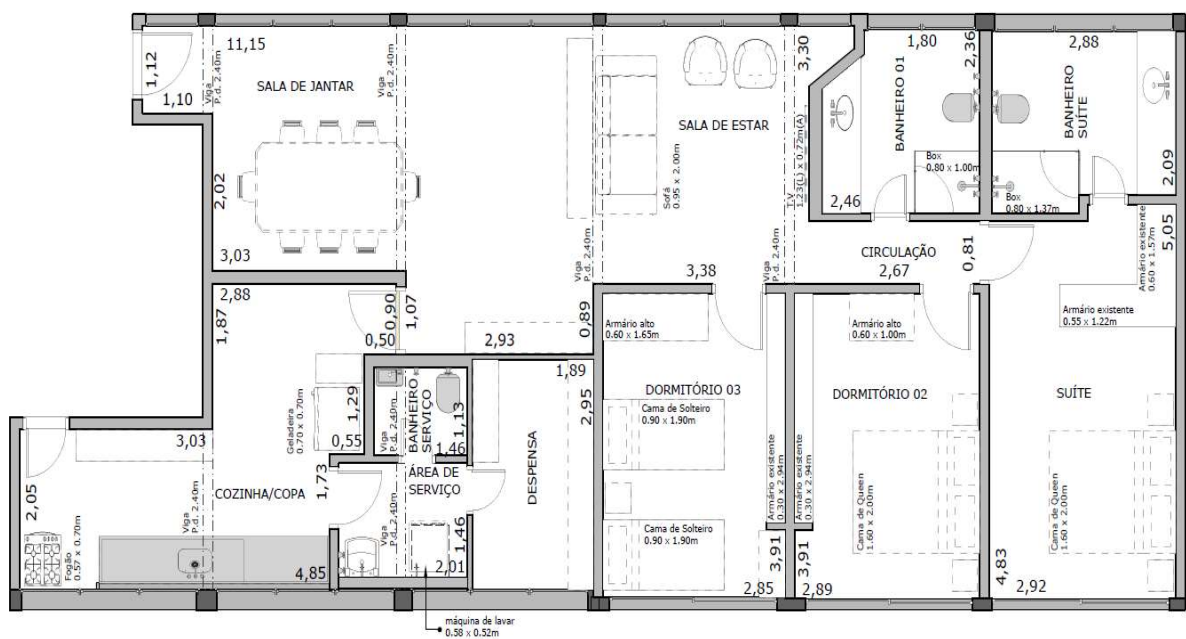 11,15
SALA DE JANTAR
1,12
1,10
Viga
P.d. 2.40m
Viga
P.d. 2.40m
2,02
3,03
SALA DE ESTAR
3,30
Sofá
0.95 x 2.00m
T.V
1.23(L) x 0.72m(A)
Viga
P.d. 2.40m
Viga
P.d. 2.40m
3,38
1,80
2,36
BANHEIRO 01
Box
0.80 x 1.00m
2,46
2,88
BANHEIRO
SUÍTE
2,09
Box
0.80 x 1.37m
CIRCULAÇÃO
2,67
0,81
5,05
Armário existente
0.60 x 1.57m
Armário existente
0.55 x 1.22m
2,88
1,87
0,90
1,07
0,50
2,93
0,89
Armário alto
0.60 x 1.65m
Armário alto
0.60 x 1.00m
Geladeira
0.70 x 0.70m
1,29
0,55
Viga
P.d. 2.40m
BANHEIRO
SERVIÇO
1,13
1,46
1,89
2,95
DESPENSA
DORMITÓRIO 03
Cama de Solteiro
0.90 x 1.90m
Cama de Solteiro
0.90 x 1.90m
Armário existente
0.30 x 2.94m
Armário existente
0.30 x 2.94m
DORMITÓRIO 02
Cama de Queen
1.60 x 2.00m
SUÍTE
Cama de Queen
1.60 x 2.00m
3,03
2,05
COZINHA/COPA
1,73
Viga
P.d. 2.40m
Fogão
0.57 x 0.70m
4,85
ÁREA DE
SERVIÇO
Viga
P.d. 2.40m
1,46
2,01
3,91
2,85
3,91
2,89
4,83
2,92
máquina de lavar
0.58 x 0.52m